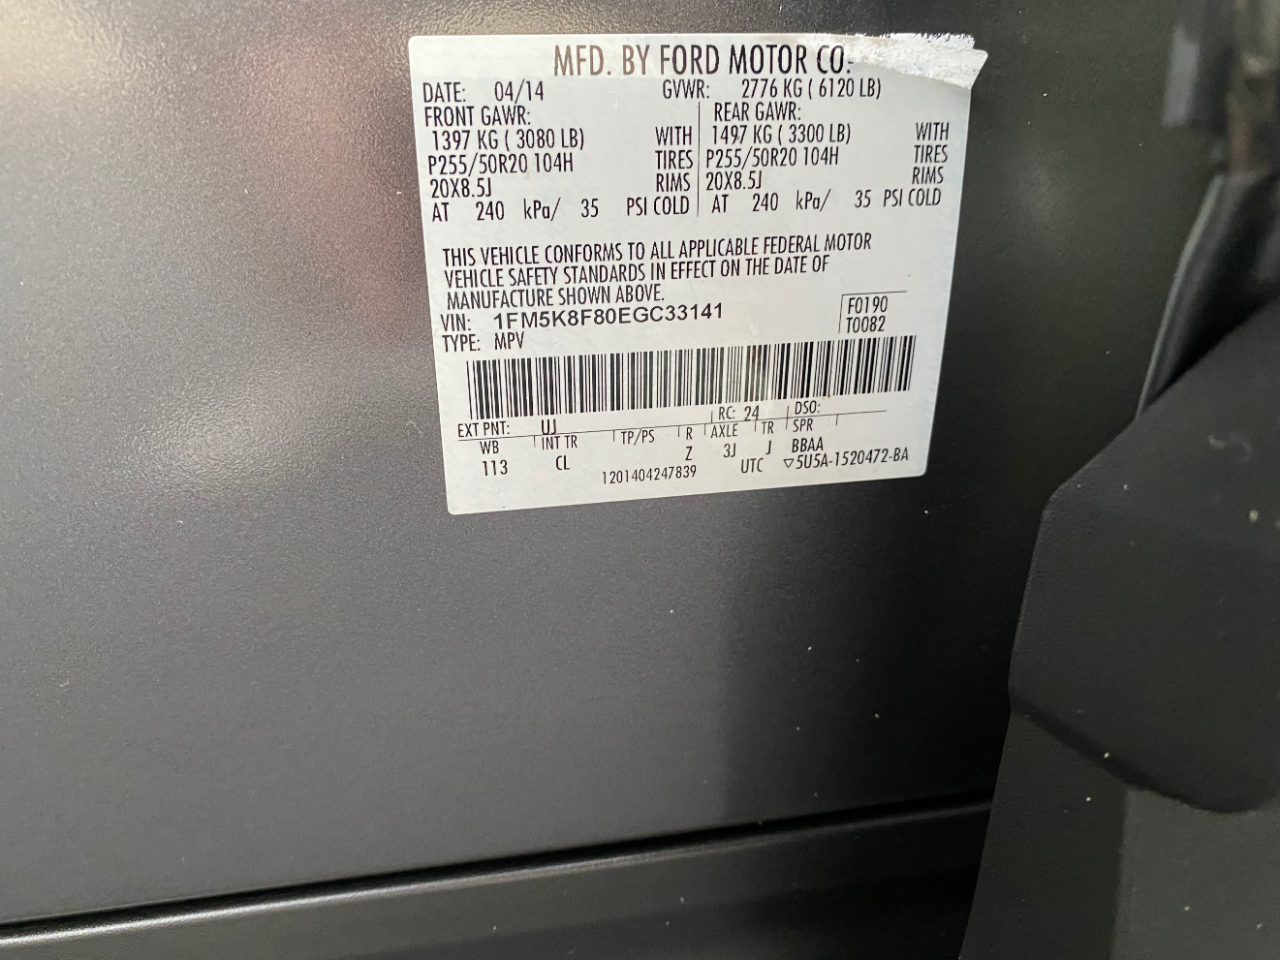 MFD. BY FORD MOTOR CO.
DATE: 04/14 GVWR: 2776 KG ( 6120 LB)
FRONT GAWR: REAR GAWR:
1397 KG ( 3080 LB) WITH 1497 KG ( 3300 LB) WITH
P255/50R20 104H TIRES P255/50R20 104H TIRES
20X8.5J RIMS 20X8.5J RIMS
AT 240 kPa/ 35 PSI COLD AT 240 kPa/ 35 PSI COLD
THIS VEHICLE CONFORMS TO ALL APPLICABLE FEDERAL MOTOR
VEHICLE SAFETY STANDARDS IN EFFECT ON THE DATE OF
MANUFACTURE SHOWN ABOVE.
VIN: 1FM5K8F80EGC33141 F0190
TYPE: MPV T0082
EXT PNT: UJ RC: 24 DSO:
WB INT TR TP/PS R AXLE TR SPR
113 CL Z 3J J BBAA
1201404247839 UTC ▽5U5A-1520472-BA